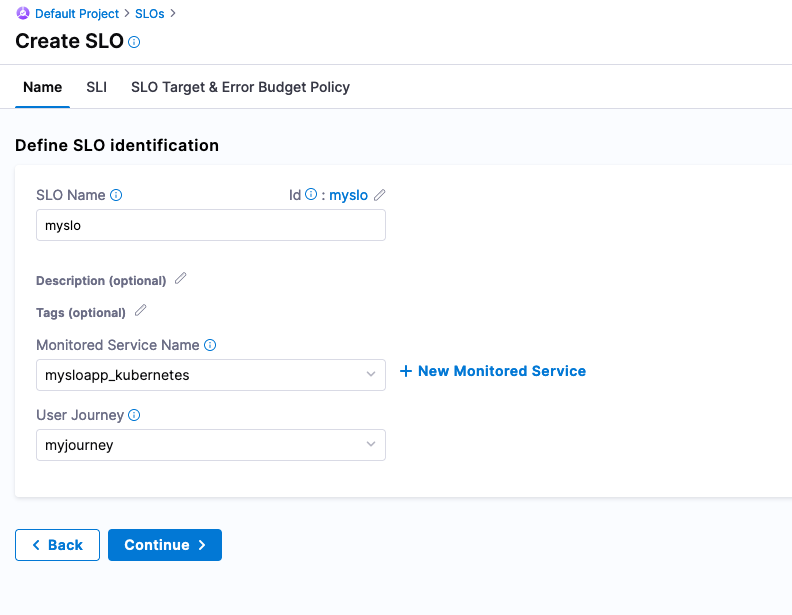 Default Project > SLOs >
Create SLO
Name SLI SLO Target & Error Budget Policy
Define SLO identification
SLO Name Id : myslo
myslo
Description (optional)
Tags (optional)
Monitored Service Name
mysloapp_kubernetes
+ New Monitored Service
User Journey
myjourney
< Back Continue >